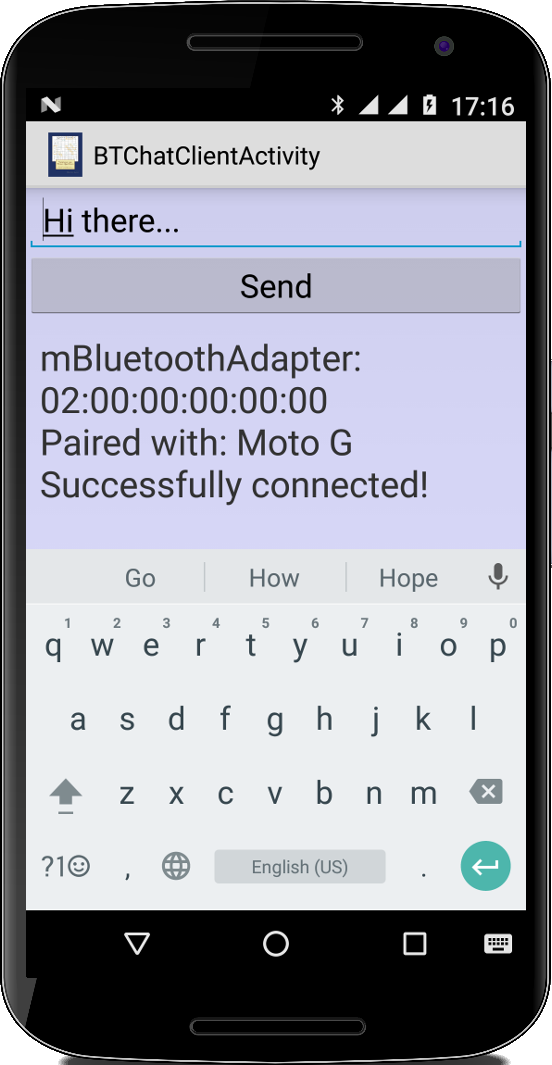 17:16
BTChatClientActivity
Hi there...
Send
mBluetoothAdapter:
02:00:00:00:00:00
Paired with: Moto G
Successfully connected!
Go How Hope
1 2 3 4 5 6 7 8 9 0
q w e r t y u i o p
a s d f g h j k l
z x c v b n m
?1☺ , English (US) .